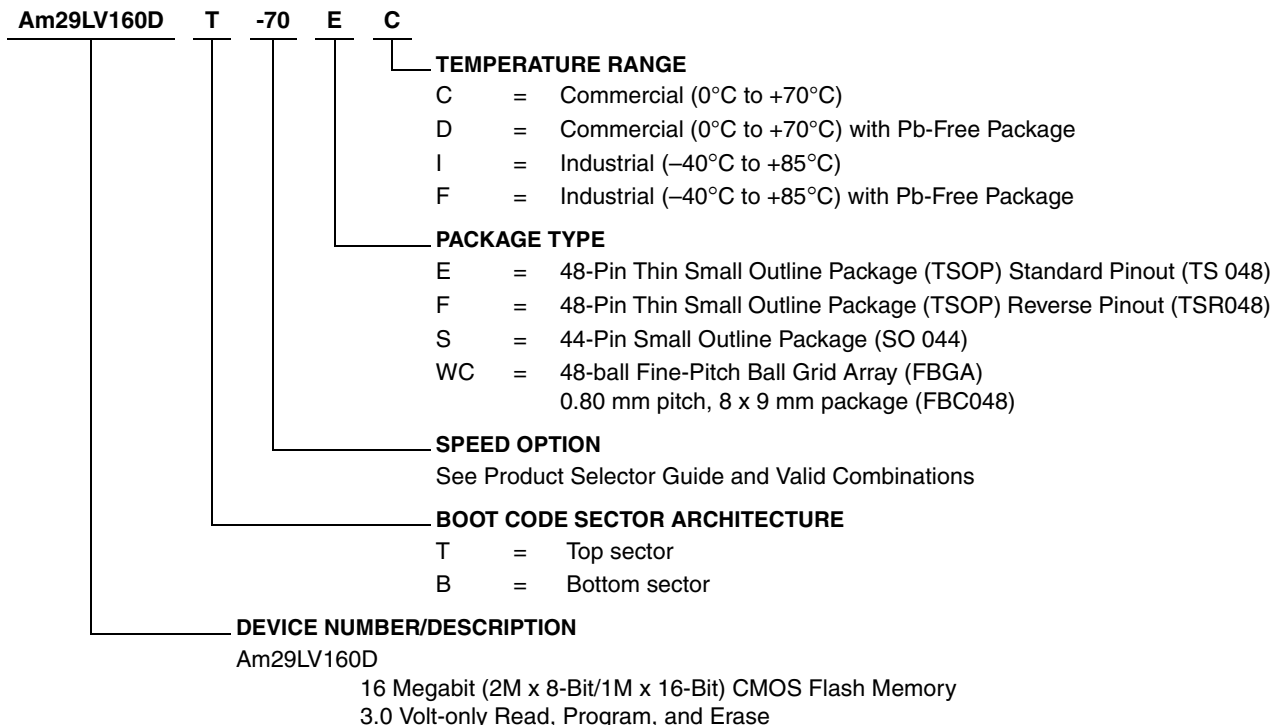 Am29LV160D T -70 E C
TEMPERATURE RANGE
C = Commercial (0°C to +70°C)
D = Commercial (0°C to +70°C) with Pb-Free Package
I = Industrial (–40°C to +85°C)
F = Industrial (–40°C to +85°C) with Pb-Free Package
PACKAGE TYPE
E = 48-Pin Thin Small Outline Package (TSOP) Standard Pinout (TS 048)
F = 48-Pin Thin Small Outline Package (TSOP) Reverse Pinout (TSR048)
S = 44-Pin Small Outline Package (SO 044)
WC = 48-ball Fine-Pitch Ball Grid Array (FBGA)
0.80 mm pitch, 8 x 9 mm package (FBC048)
SPEED OPTION
See Product Selector Guide and Valid Combinations
BOOT CODE SECTOR ARCHITECTURE
T = Top sector
B = Bottom sector
DEVICE NUMBER/DESCRIPTION
Am29LV160D
16 Megabit (2M x 8-Bit/1M x 16-Bit) CMOS Flash Memory
3.0 Volt-only Read, Program, and Erase